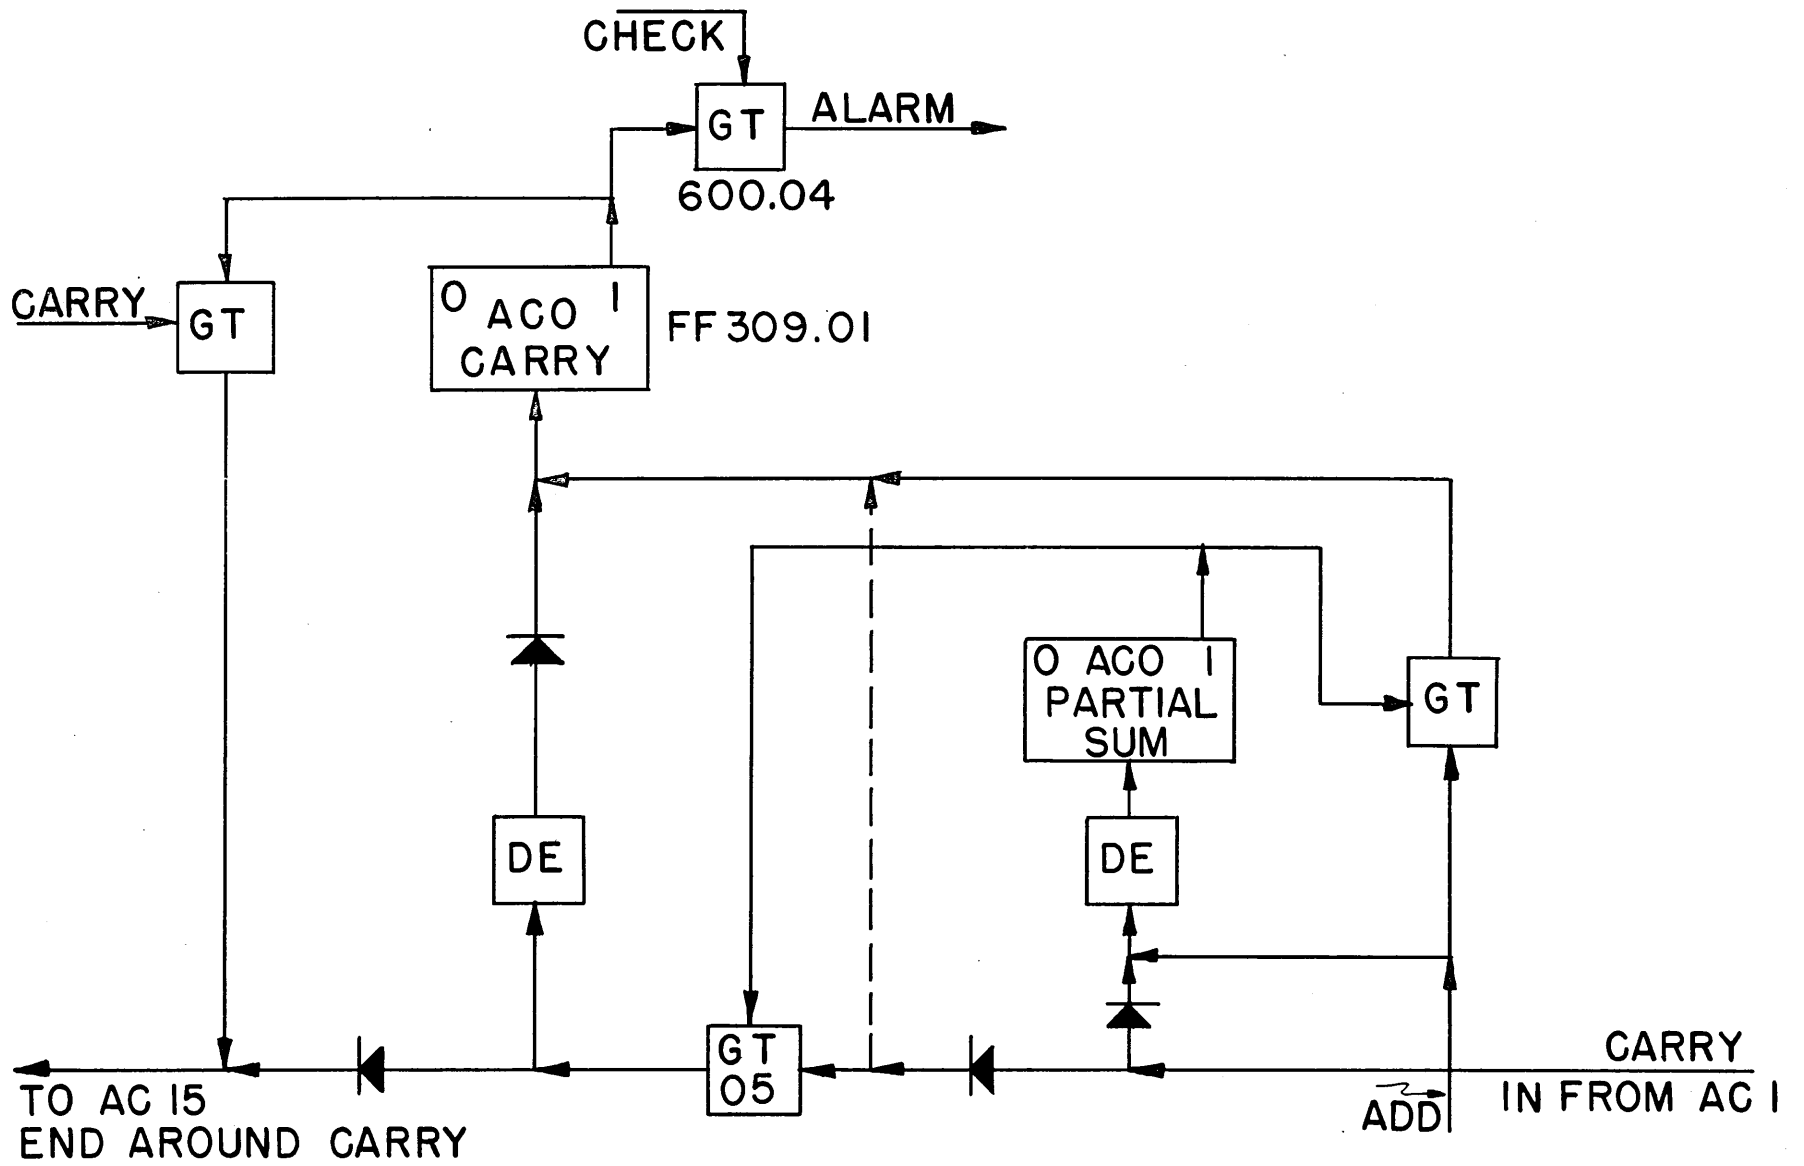 CHECK
GT
ALARM
600.04
CARRY
GT
0 1
ACO
CARRY
FF 309.01
0 ACO 1
PARTIAL
SUM
GT
DE
DE
GT
05
CARRY
IN FROM AC 1
ADD
TO AC 15
END AROUND CARRY